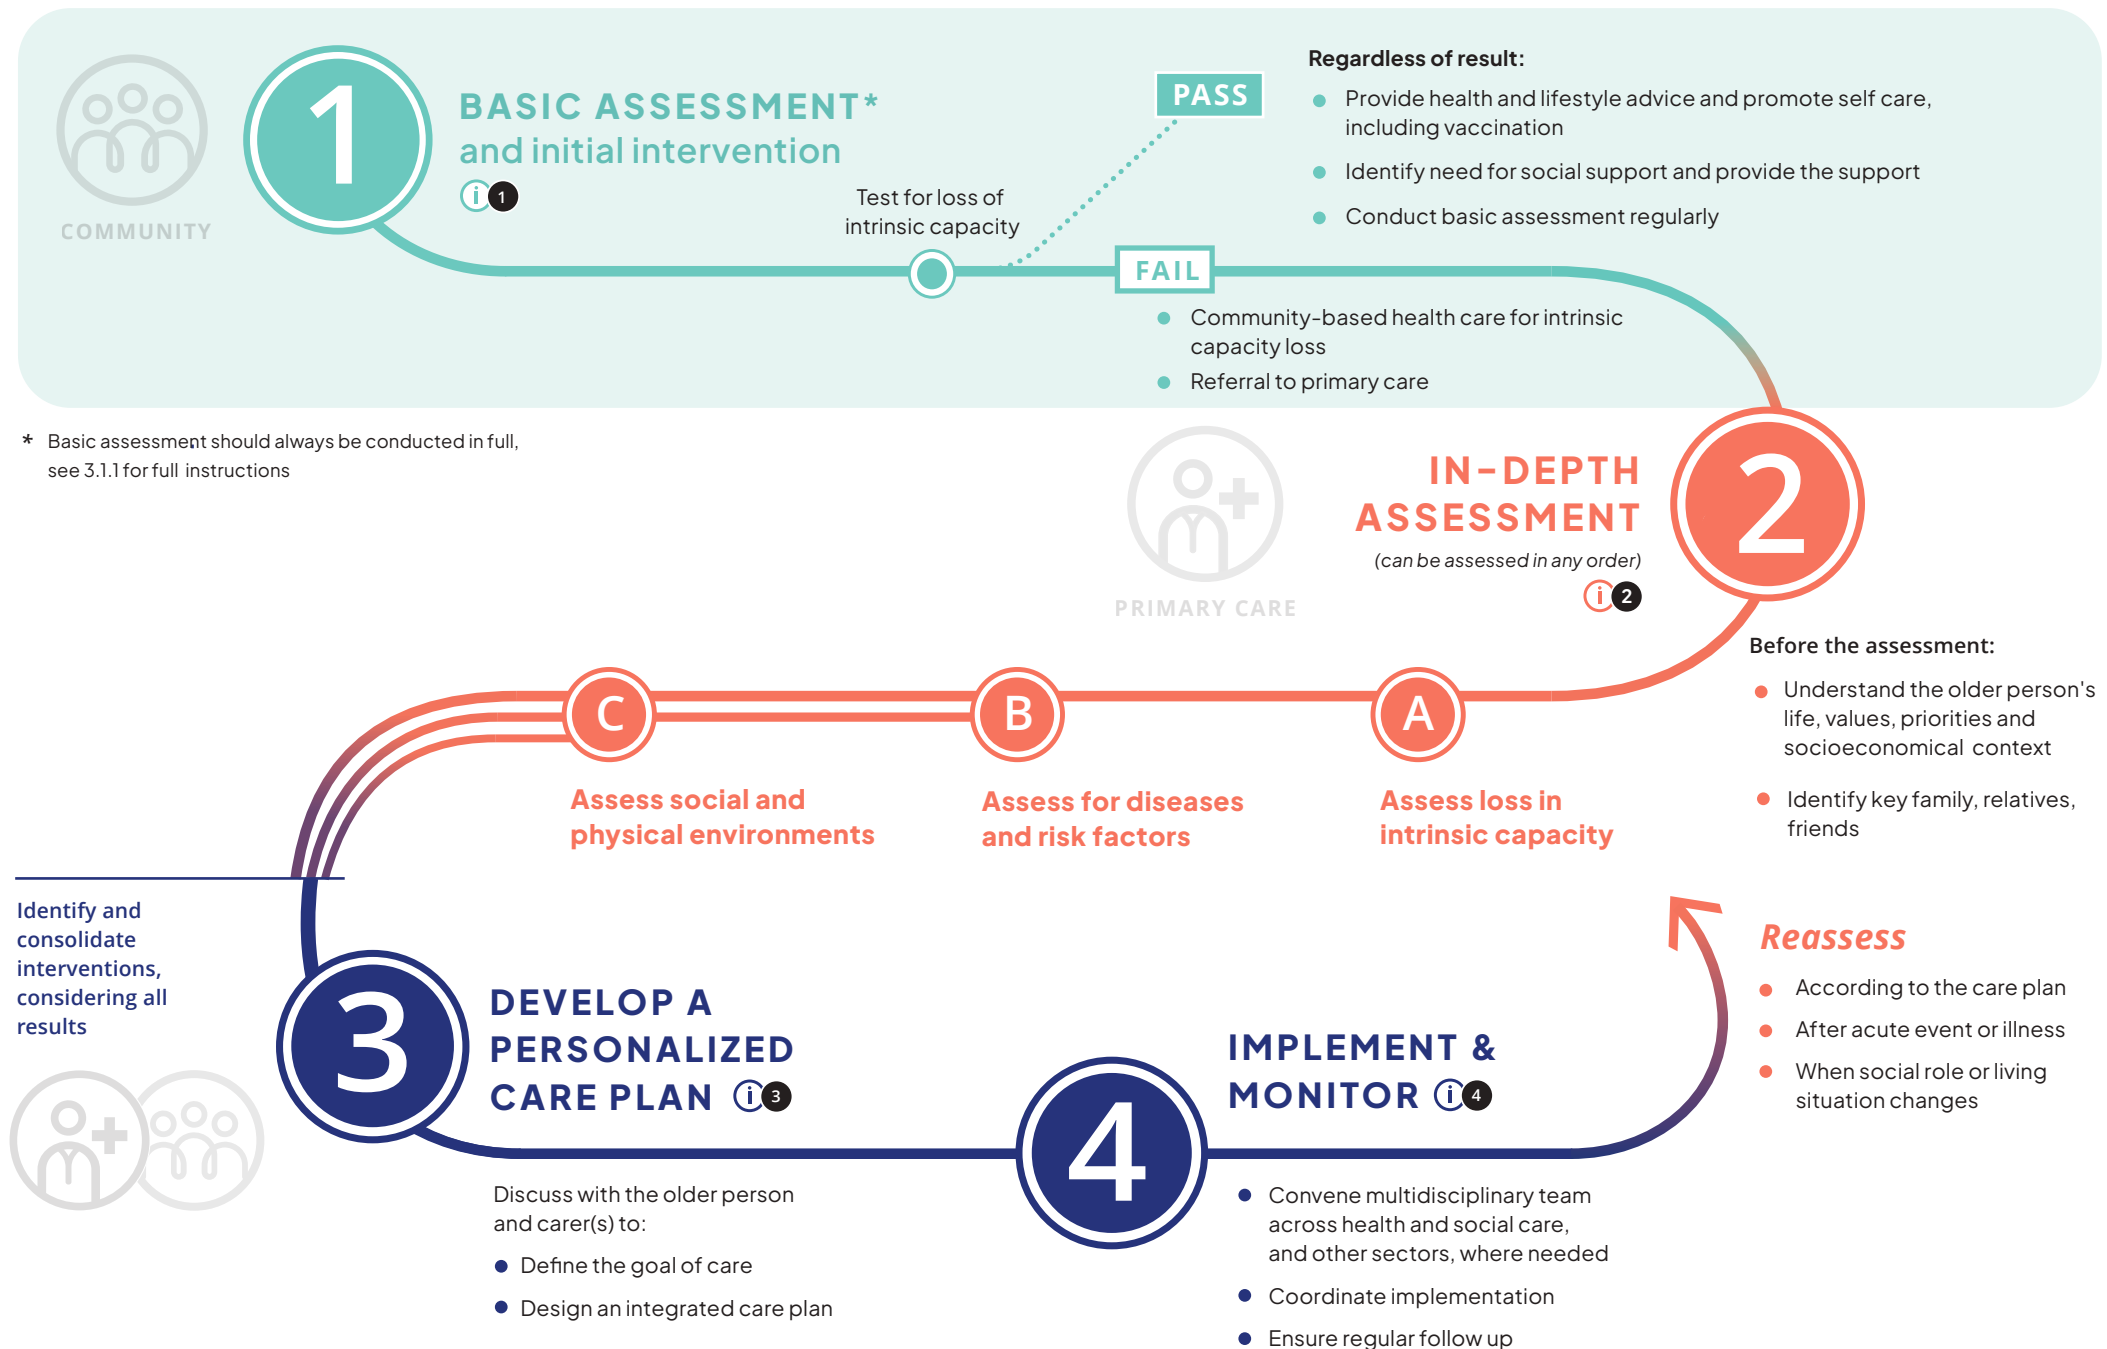 COMMUNITY
1
BASIC ASSESSMENT*
and initial intervention
i 1
Test for loss of
intrinsic capacity
PASS
FAIL
Regardless of result:
Provide health and lifestyle advice and promote self care,
including vaccination
Identify need for social support and provide the support
Conduct basic assessment regularly
Community-based health care for intrinsic
capacity loss
Referral to primary care
* Basic assessment should always be conducted in full,
see 3.1.1 for full instructions
PRIMARY CARE
IN-DEPTH
ASSESSMENT
(can be assessed in any order)
i 2
2
Before the assessment:
Understand the older person's
life, values, priorities and
socioeconomical context
Identify key family, relatives,
friends
A
Assess loss in
intrinsic capacity
B
Assess for diseases
and risk factors
C
Assess social and
physical environments
Identify and
consolidate
interventions,
considering all
results
3
DEVELOP A
PERSONALIZED
CARE PLAN i 3
Discuss with the older person
and carer(s) to:
Define the goal of care
Design an integrated care plan
4
IMPLEMENT &
MONITOR i 4
Convene multidisciplinary team
across health and social care,
and other sectors, where needed
Coordinate implementation
Ensure regular follow up
Reassess
According to the care plan
After acute event or illness
When social role or living
situation changes